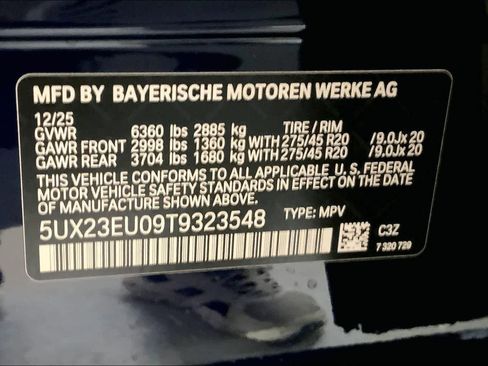 MFD BY BAYERISCHE MOTOREN WERKE AG
12/25
GVWR 6360 lbs 2885 kg TIRE / RIM
GAWR FRONT 2998 lbs 1360 kg WITH 275/45 R20 /9.0Jx 20
GAWR REAR 3704 lbs 1680 kg WITH 275/45 R20 /9.0Jx 20
THIS VEHICLE CONFORMS TO ALL APPLICABLE U. S. FEDERAL
MOTOR VEHICLE SAFETY STANDARDS IN EFFECT ON THE DATE
OF MANUFACTURE SHOWN ABOVE.
5UX23EU09T9323548 TYPE: MPV
C3Z
7 320 729